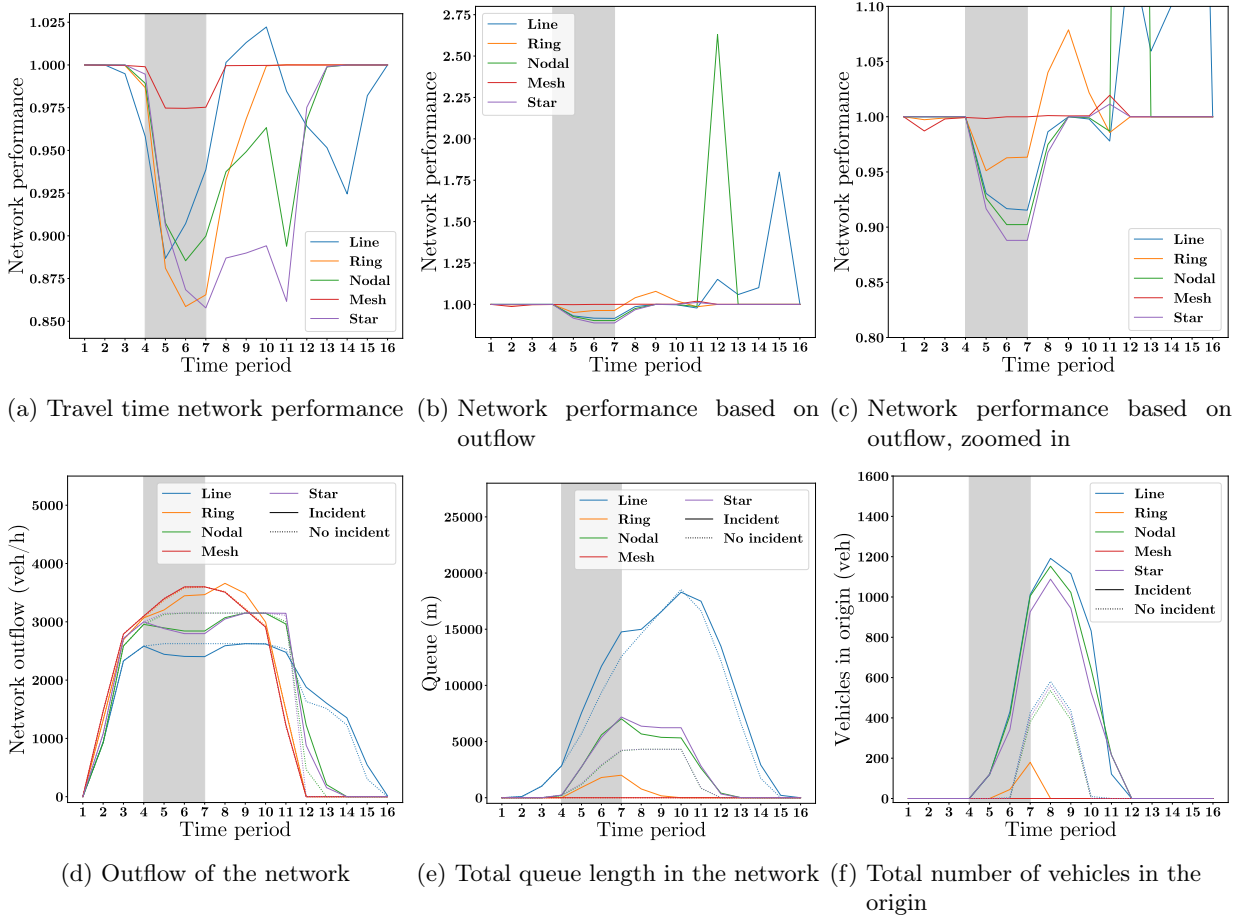 1.025
1.000
0.975
0.950
0.925
0.900
0.875
0.850
Network performance
Line
Ring
Nodal
Mesh
Star
1 2 3 4 5 6 7 8 9 10 11 12 13 14 15 16
Time period
(a) Travel time network performance
2.75
2.50
2.25
2.00
1.75
1.50
1.25
1.00
Network performance
Line
Ring
Nodal
Mesh
Star
1 2 3 4 5 6 7 8 9 10 11 12 13 14 15 16
Time period
(b) Network performance based on
outflow
1.10
1.05
1.00
0.95
0.90
0.85
0.80
Network performance
Line
Ring
Nodal
Mesh
Star
1 2 3 4 5 6 7 8 9 10 11 12 13 14 15 16
Time period
(c) Network performance based on
outflow, zoomed in
5000
4000
3000
2000
1000
0
Network outflow (veh/h)
Line
Ring
Nodal
Mesh
Star
Incident
No incident
1 2 3 4 5 6 7 8 9 10 11 12 13 14 15 16
Time period
(d) Outflow of the network
25000
20000
15000
10000
5000
0
Queue (m)
Line
Ring
Nodal
Mesh
Star
Incident
No incident
1 2 3 4 5 6 7 8 9 10 11 12 13 14 15 16
Time period
(e) Total queue length in the network
1600
1400
1200
1000
800
600
400
200
0
Vehicles in origin (veh)
Line
Ring
Nodal
Mesh
Star
Incident
No incident
1 2 3 4 5 6 7 8 9 10 11 12 13 14 15 16
Time period
(f) Total number of vehicles in the
origin